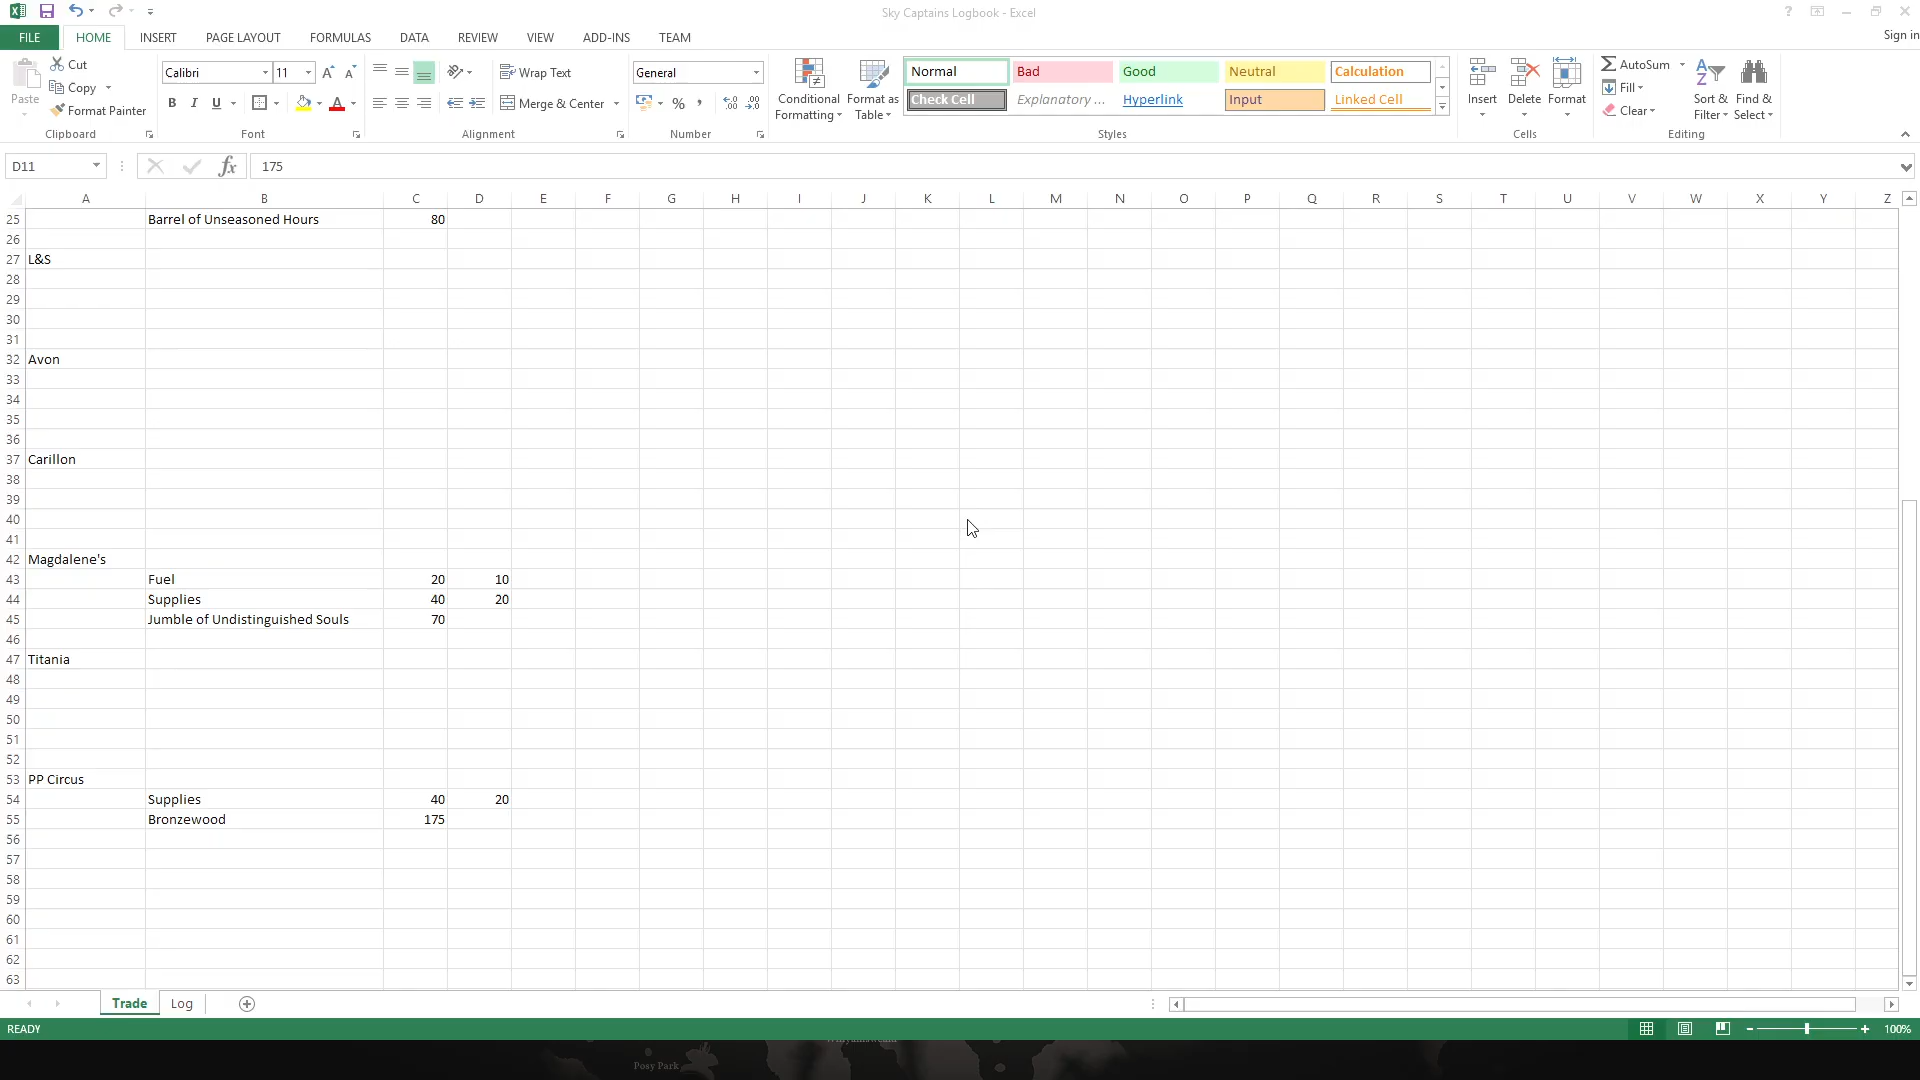 Sky Captains Logbook - Excel
FILE HOME INSERT PAGE LAYOUT FORMULAS DATA REVIEW VIEW ADD-INS TEAM Sign in
Paste Cut Copy Format Painter Clipboard
Calibri 11 B I U Font
Wrap Text Merge & Center Alignment
General % Number
Conditional Formatting Format as Table
Normal Bad Good Neutral Calculation
Check Cell Explanatory ... Hyperlink Input Linked Cell
Styles
Insert Delete Format Cells
AutoSum Fill Clear Sort & Filter Find & Select Editing
D11 fx 175
A B C D E F G H I J K L M N O P Q R S T U V W X Y Z
25 Barrel of Unseasoned Hours 80
26
27 L&S
28
29
30
31
32 Avon
33
34
35
36
37 Carillon
38
39
40
41
42 Magdalene's
43 Fuel 20 10
44 Supplies 40 20
45 Jumble of Undistinguished Souls 70
46
47 Titania
48
49
50
51
52
53 PP Circus
54 Supplies 40 20
55 Bronzewood 175
56
57
58
59
60
61
62
63
Trade Log
READY 100%
Posy Park